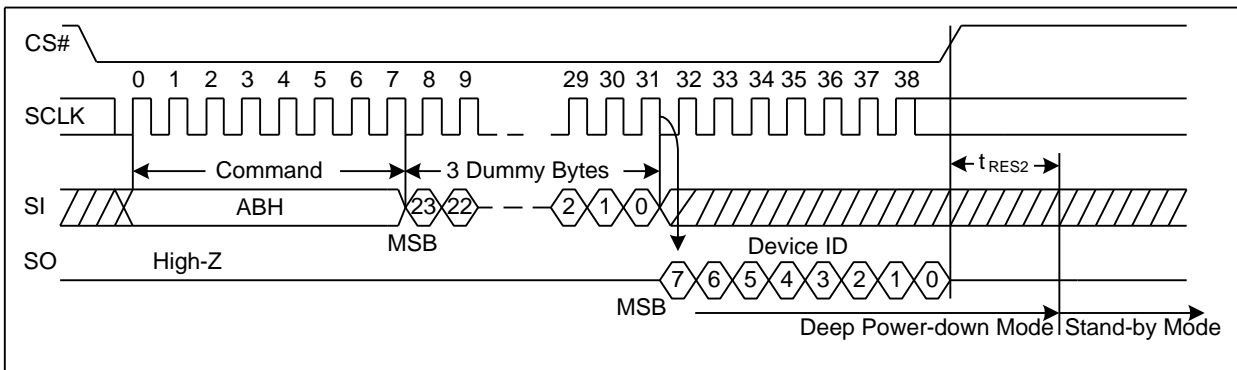 CS#
0 1 2 3 4 5 6 7 8 9 29 30 31 32 33 34 35 36 37 38
SCLK
Command 3 Dummy Bytes tRES2
SI ABH 23 22 2 1 0
MSB Device ID
SO High-Z
7 6 5 4 3 2 1 0
MSB
Deep Power-down Mode Stand-by Mode